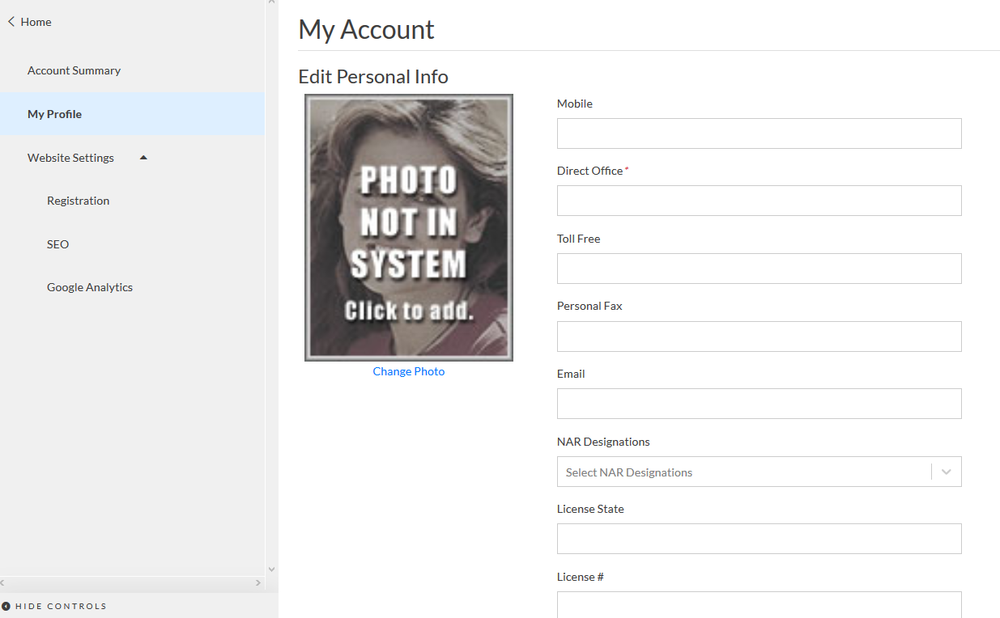 Home
Account Summary
My Profile
Website Settings
Registration
SEO
Google Analytics
HIDE CONTROLS
My Account
Edit Personal Info
PHOTO
NOT IN
SYSTEM
Click to add.
Change Photo
Mobile
Direct Office *
Toll Free
Personal Fax
Email
NAR Designations
Select NAR Designations
License State
License #